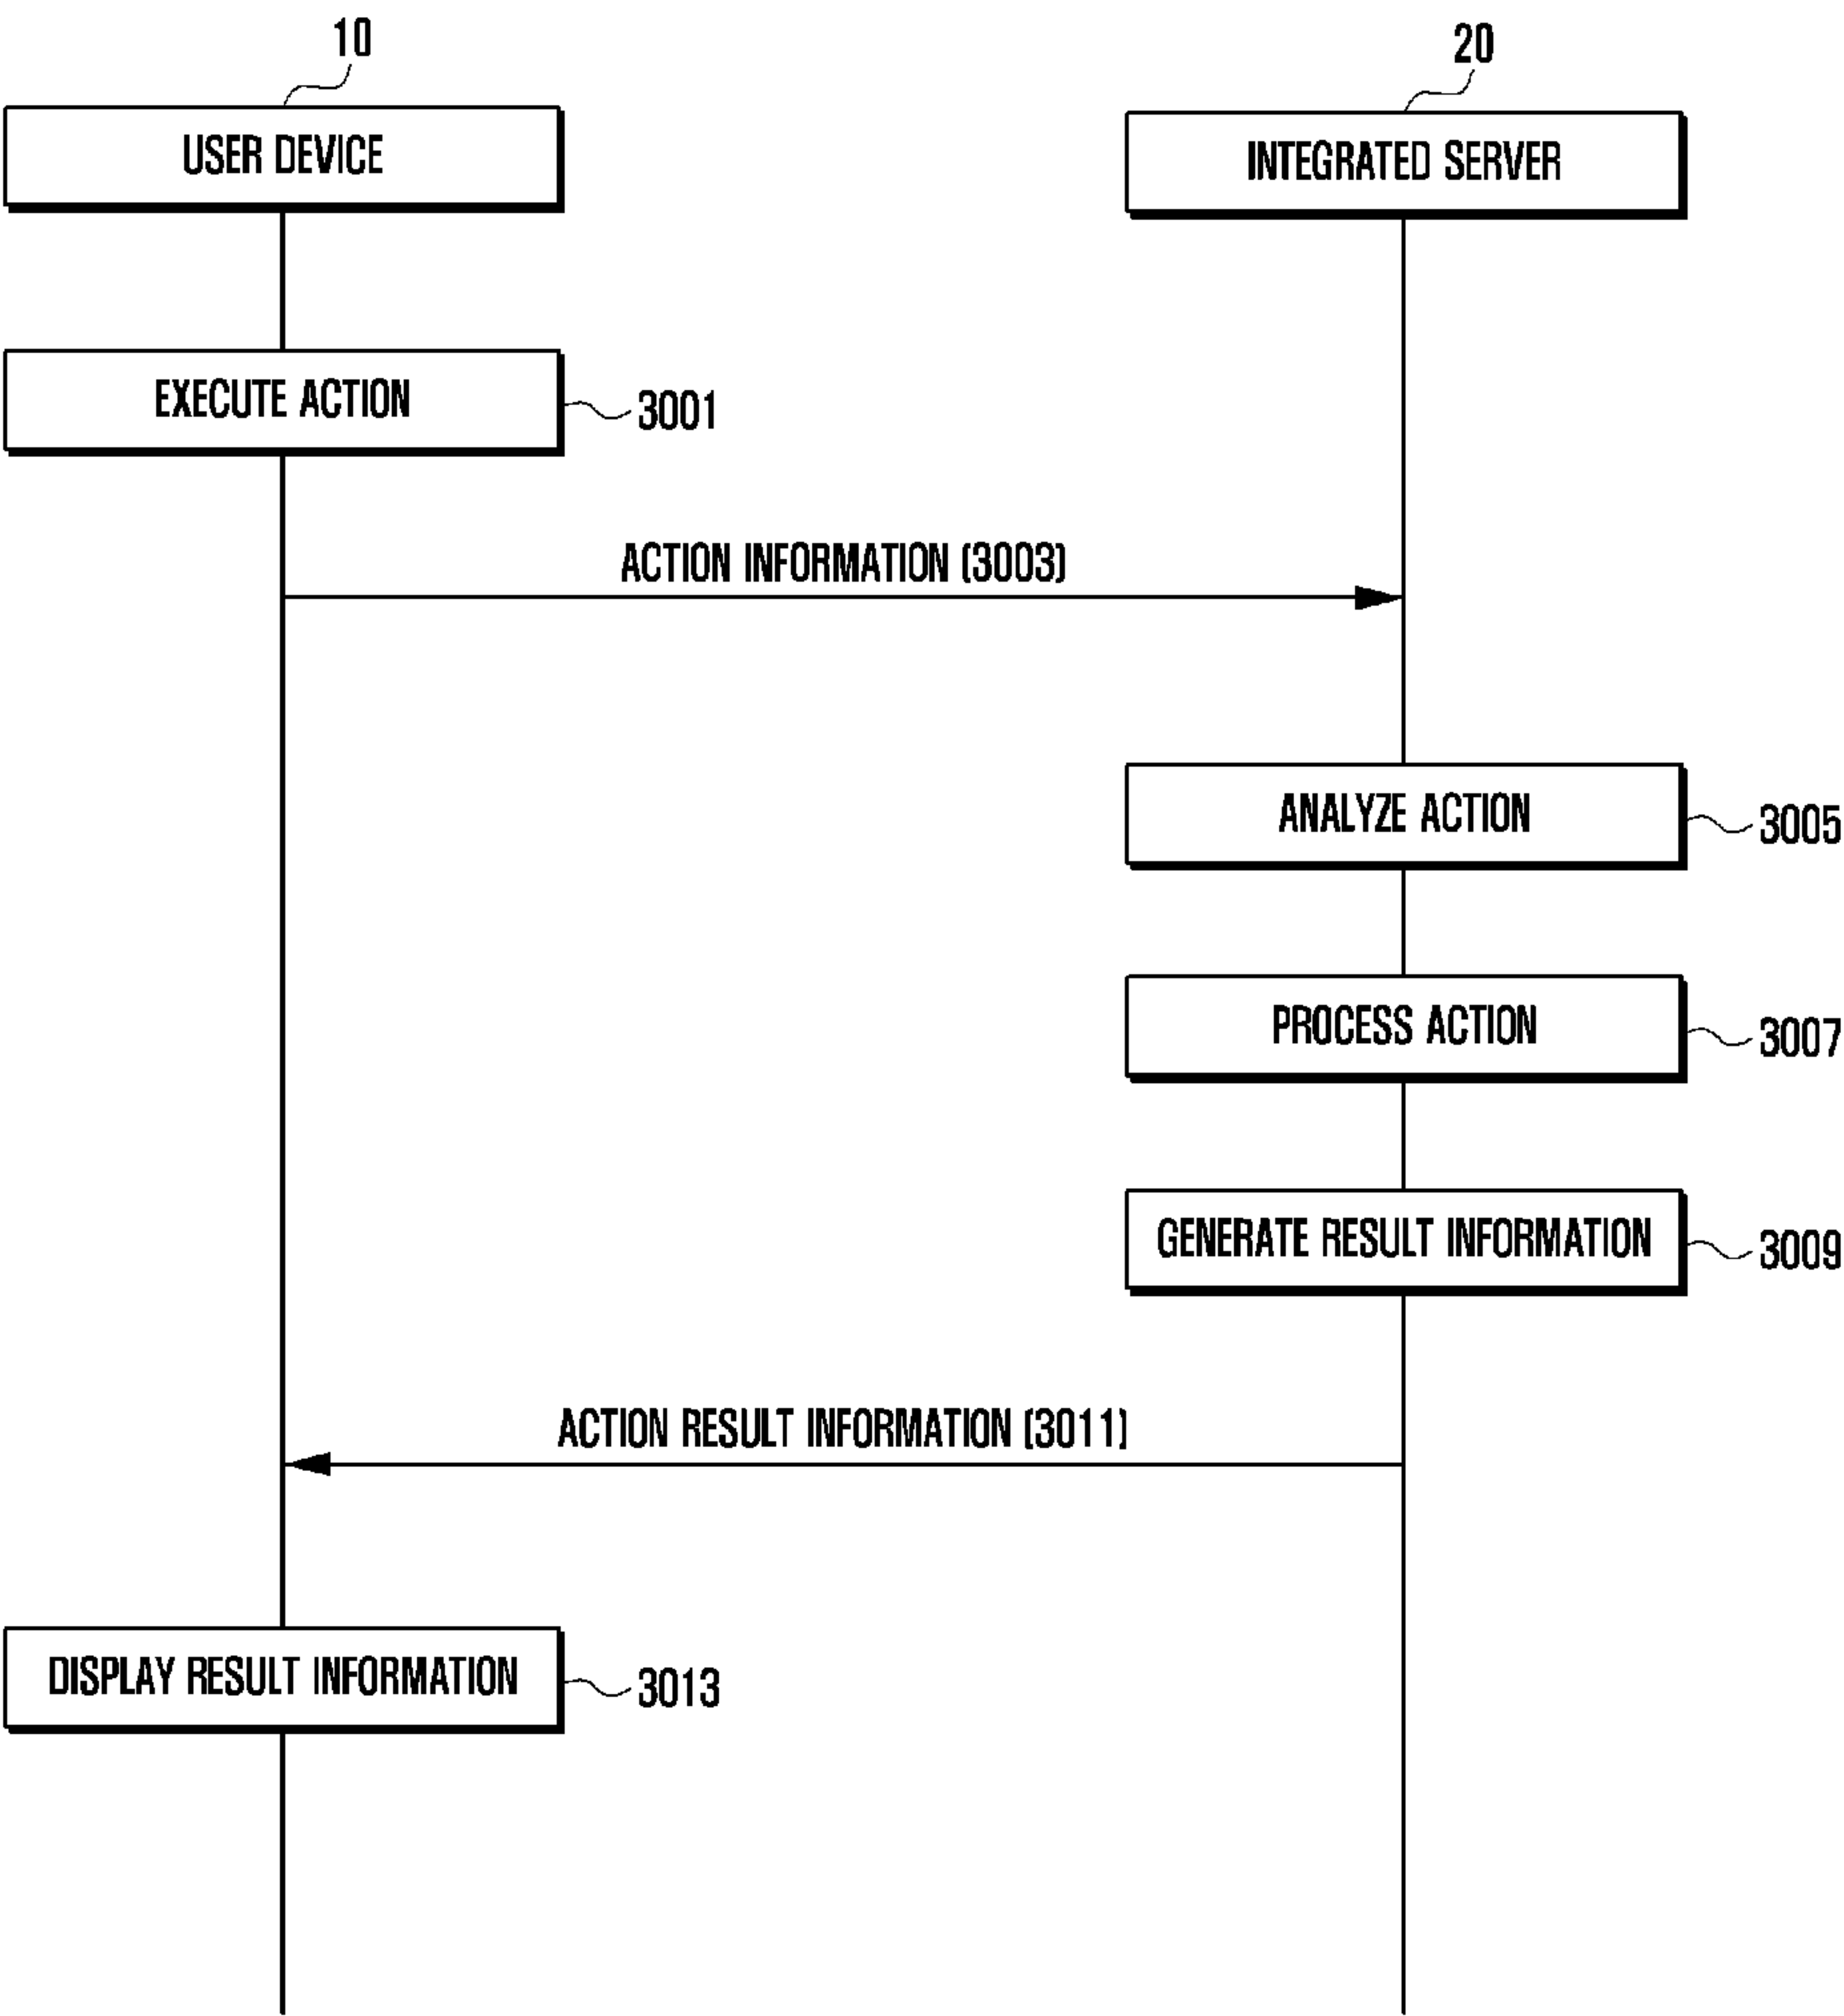 10
20
USER DEVICE
INTEGRATED SERVER
EXECUTE ACTION
3001
ACTION INFORMATION (3003)
ANALYZE ACTION
3005
PROCESS ACTION
3007
GENERATE RESULT INFORMATION
3009
ACTION RESULT INFORMATION (3011)
DISPLAY RESULT INFORMATION
3013